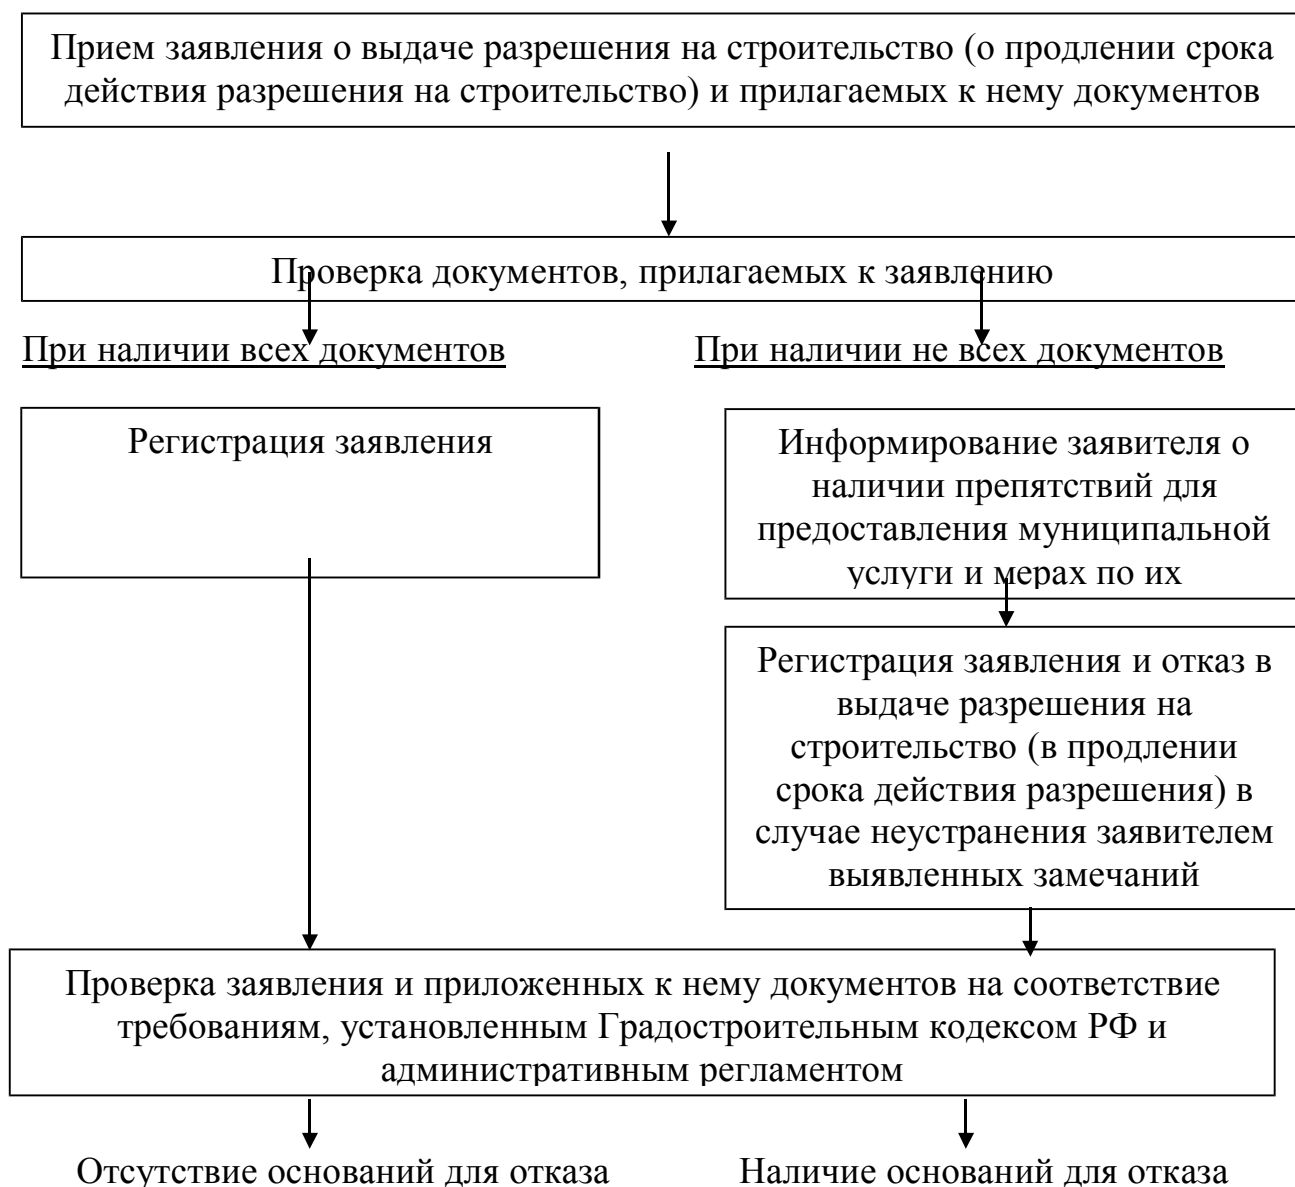 Прием заявления о выдаче разрешения на строительство (о продлении срока
действия разрешения на строительство) и прилагаемых к нему документов
Проверка документов, прилагаемых к заявлению
При наличии всех документов
При наличии не всех документов
Регистрация заявления
Информирование заявителя о
наличии препятствий для
предоставления муниципальной
услуги и мерах по их
Регистрация заявления и отказ в
выдаче разрешения на
строительство (в продлении
срока действия разрешения) в
случае неустранения заявителем
выявленных замечаний
Проверка заявления и приложенных к нему документов на соответствие
требованиям, установленным Градостроительным кодексом РФ и
административным регламентом
Отсутствие оснований для отказа
Наличие оснований для отказа